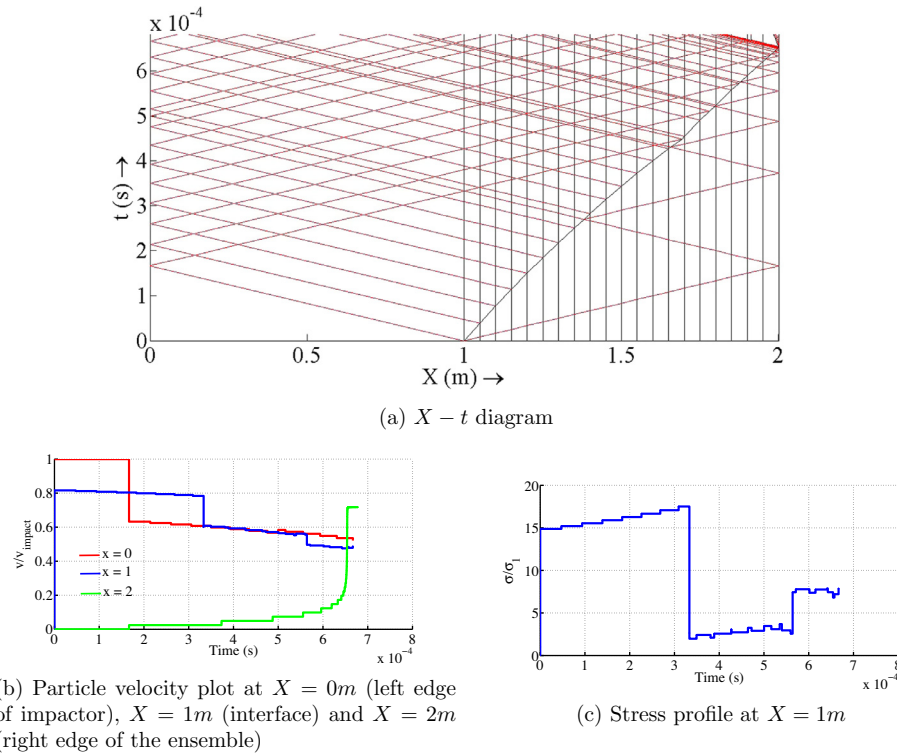 x 10⁻⁴
6
5
4
3
2
1
0
t (s) →
0
0.5
1
1.5
2
X (m) →
(a) X − t diagram
1
0.8
0.6
0.4
0.2
0
v/v_impact
x = 0
x = 1
x = 2
0 1 2 3 4 5 6 7 8
Time (s)
x 10⁻⁴
(b) Particle velocity plot at X = 0m (left edge
of impactor), X = 1m (interface) and X = 2m
(right edge of the ensemble)
20
15
10
5
0
σ/σ₁
0 1 2 3 4 5 6 7 8
Time (s)
x 10⁻⁴
(c) Stress profile at X = 1m